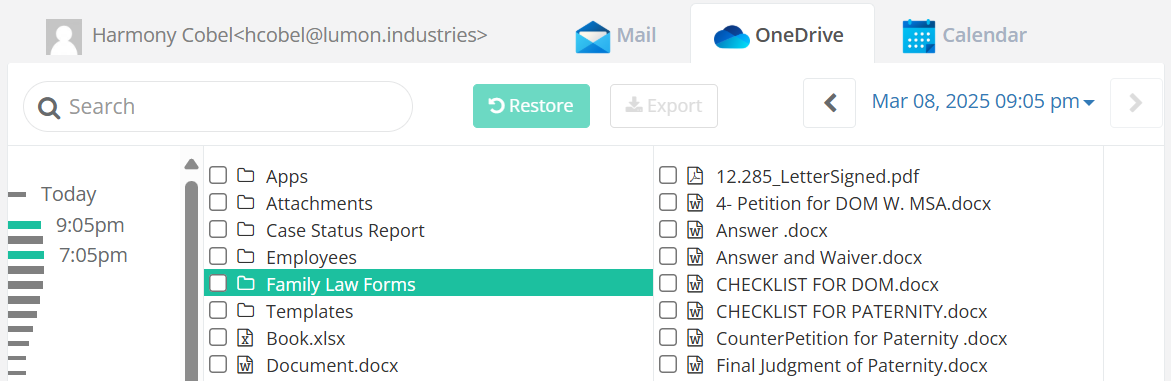 Harmony Cobel<hcobel@lumon.industries>
Mail
OneDrive
Calendar
Search
Restore
Export
Mar 08, 2025 09:05 pm
Today
9:05pm
7:05pm
Apps
Attachments
Case Status Report
Employees
Family Law Forms
Templates
Book.xlsx
Document.docx
12.285_LetterSigned.pdf
4- Petition for DOM W. MSA.docx
Answer .docx
Answer and Waiver.docx
CHECKLIST FOR DOM.docx
CHECKLIST FOR PATERNITY.docx
CounterPetition for Paternity .docx
Final Judgment of Paternity.docx